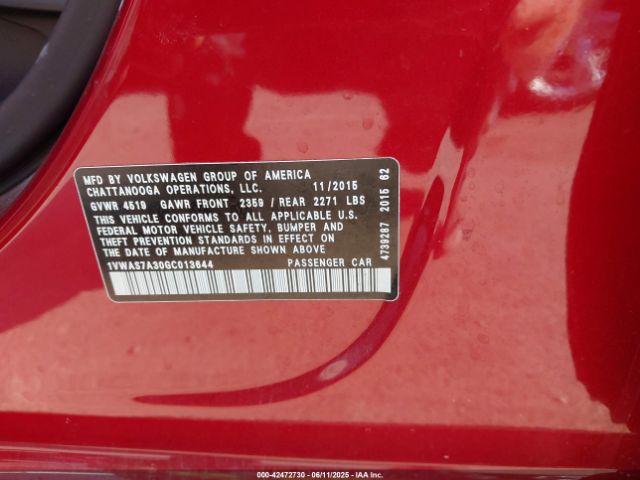 MFD BY VOLKSWAGEN GROUP OF AMERICA
CHATTANOOGA OPERATIONS, LLC. 11/2015
GVWR 4519 GAWR FRONT 2359 / REAR 2271 LBS
THIS VEHICLE CONFORMS TO ALL APPLICABLE U.S.
FEDERAL MOTOR VEHICLE SAFETY, BUMPER, AND
THEFT PREVENTION STANDARDS IN EFFECT ON
THE DATE OF MANUFACTURE SHOWN ABOVE
1VWAS7A30GC013644 PASSENGER CAR
4739287 2015 62
000-42472730 - 06/11/2025 - IAA, Inc.